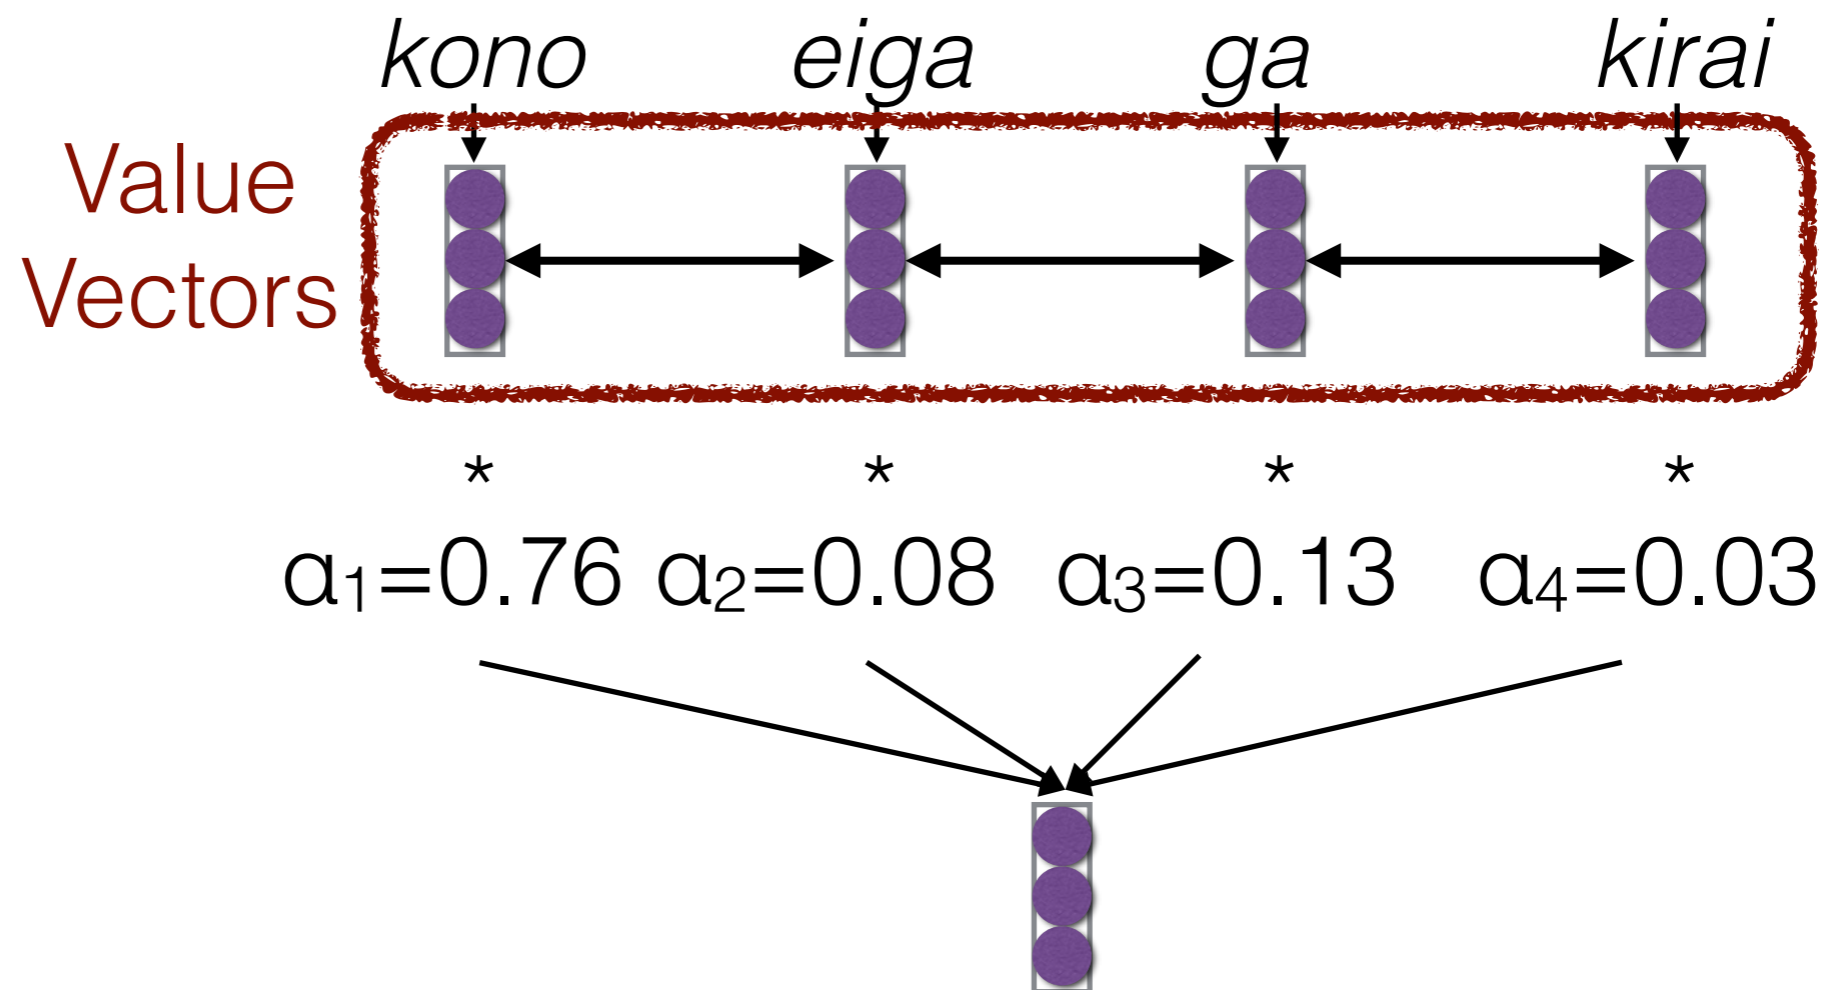 kono eiga ga kirai
Value
Vectors
* * * *
α₁=0.76 α₂=0.08 α₃=0.13 α₄=0.03